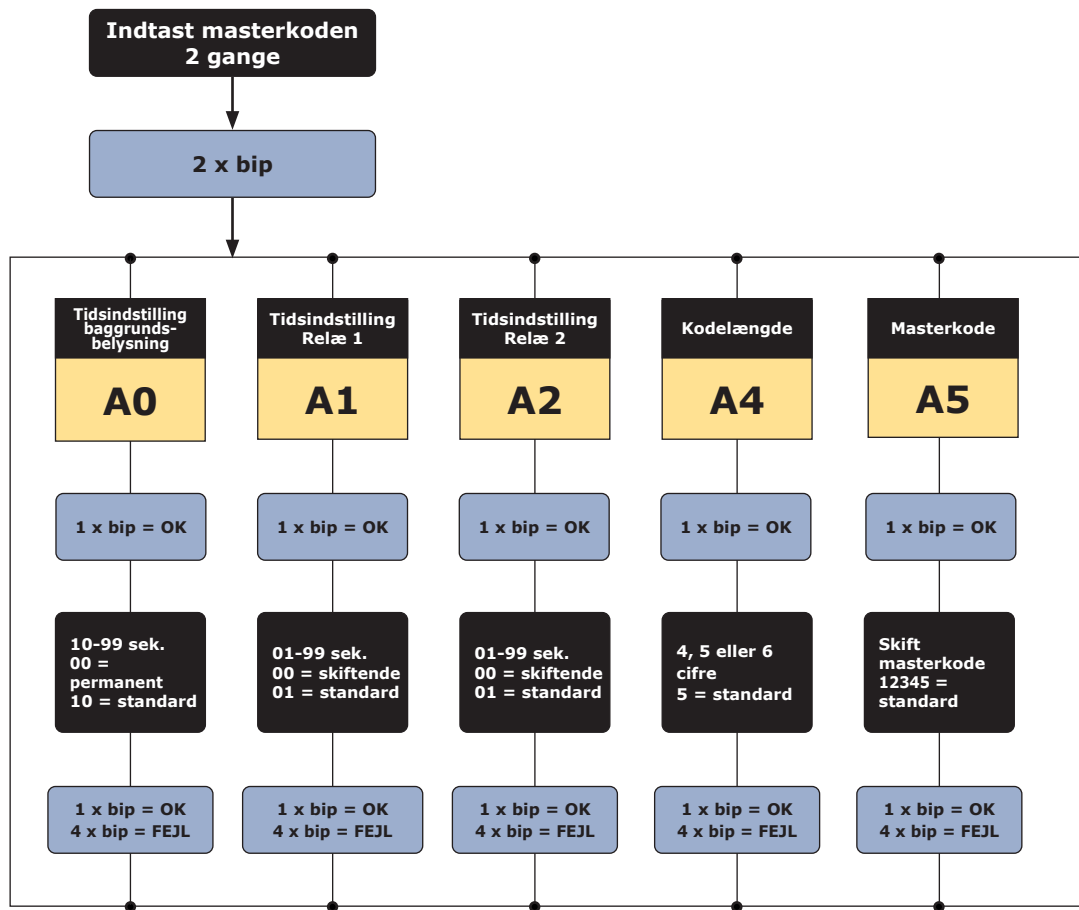 Indtast masterkoden
2 gange
2 x bip
Tidsindstilling
baggrunds-
belysning
A0
1 x bip = OK
10-99 sek.
00 =
permanent
10 = standard
1 x bip = OK
4 x bip = FEJL
Tidsindstilling
Relæ 1
A1
1 x bip = OK
01-99 sek.
00 = skiftende
01 = standard
1 x bip = OK
4 x bip = FEJL
Tidsindstilling
Relæ 2
A2
1 x bip = OK
01-99 sek.
00 = skiftende
01 = standard
1 x bip = OK
4 x bip = FEJL
Kodelængde
A4
1 x bip = OK
4, 5 eller 6
cifre
5 = standard
1 x bip = OK
4 x bip = FEJL
Masterkode
A5
1 x bip = OK
Skift
masterkode
12345 =
standard
1 x bip = OK
4 x bip = FEJL